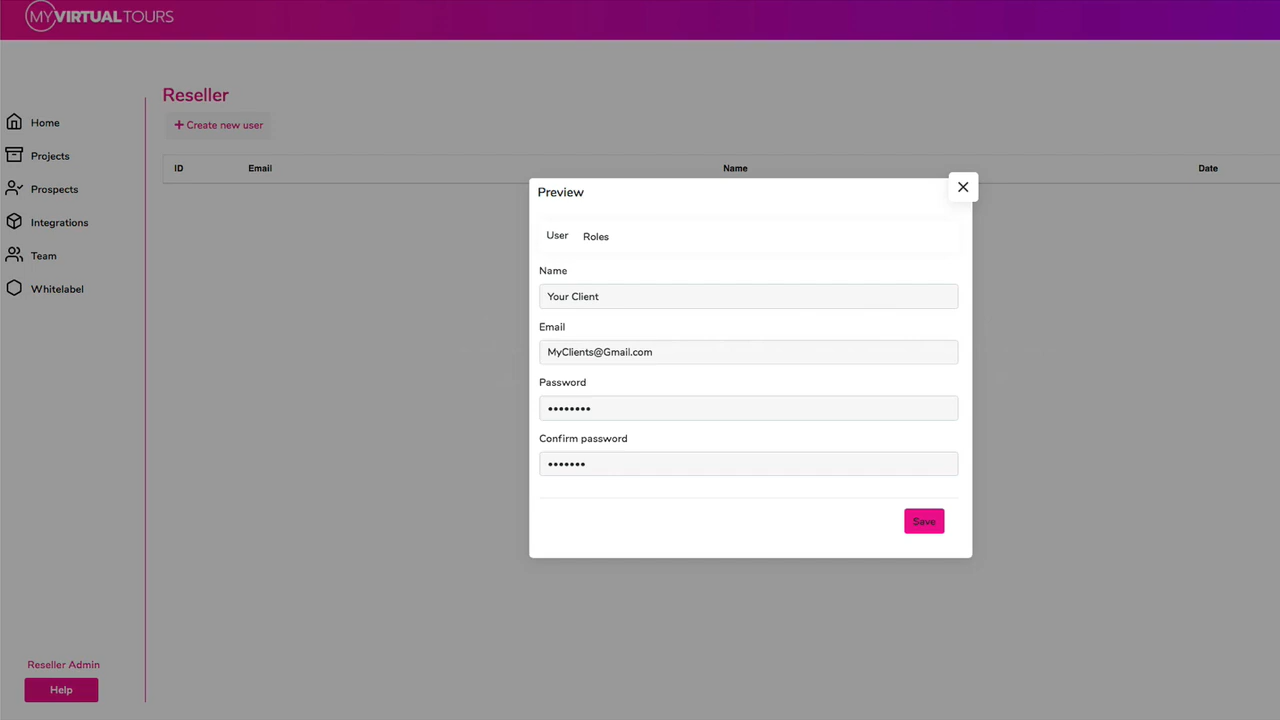 MYVIRTUALTOURS
Reseller
+ Create new user
Home
Projects
Prospects
Integrations
Team
Whitelabel
ID Email Name Date
Preview
User Roles
Name
Your Client
Email
MyClients@Gmail.com
Password
••••••••
Confirm password
•••••••
Save
Reseller Admin
Help